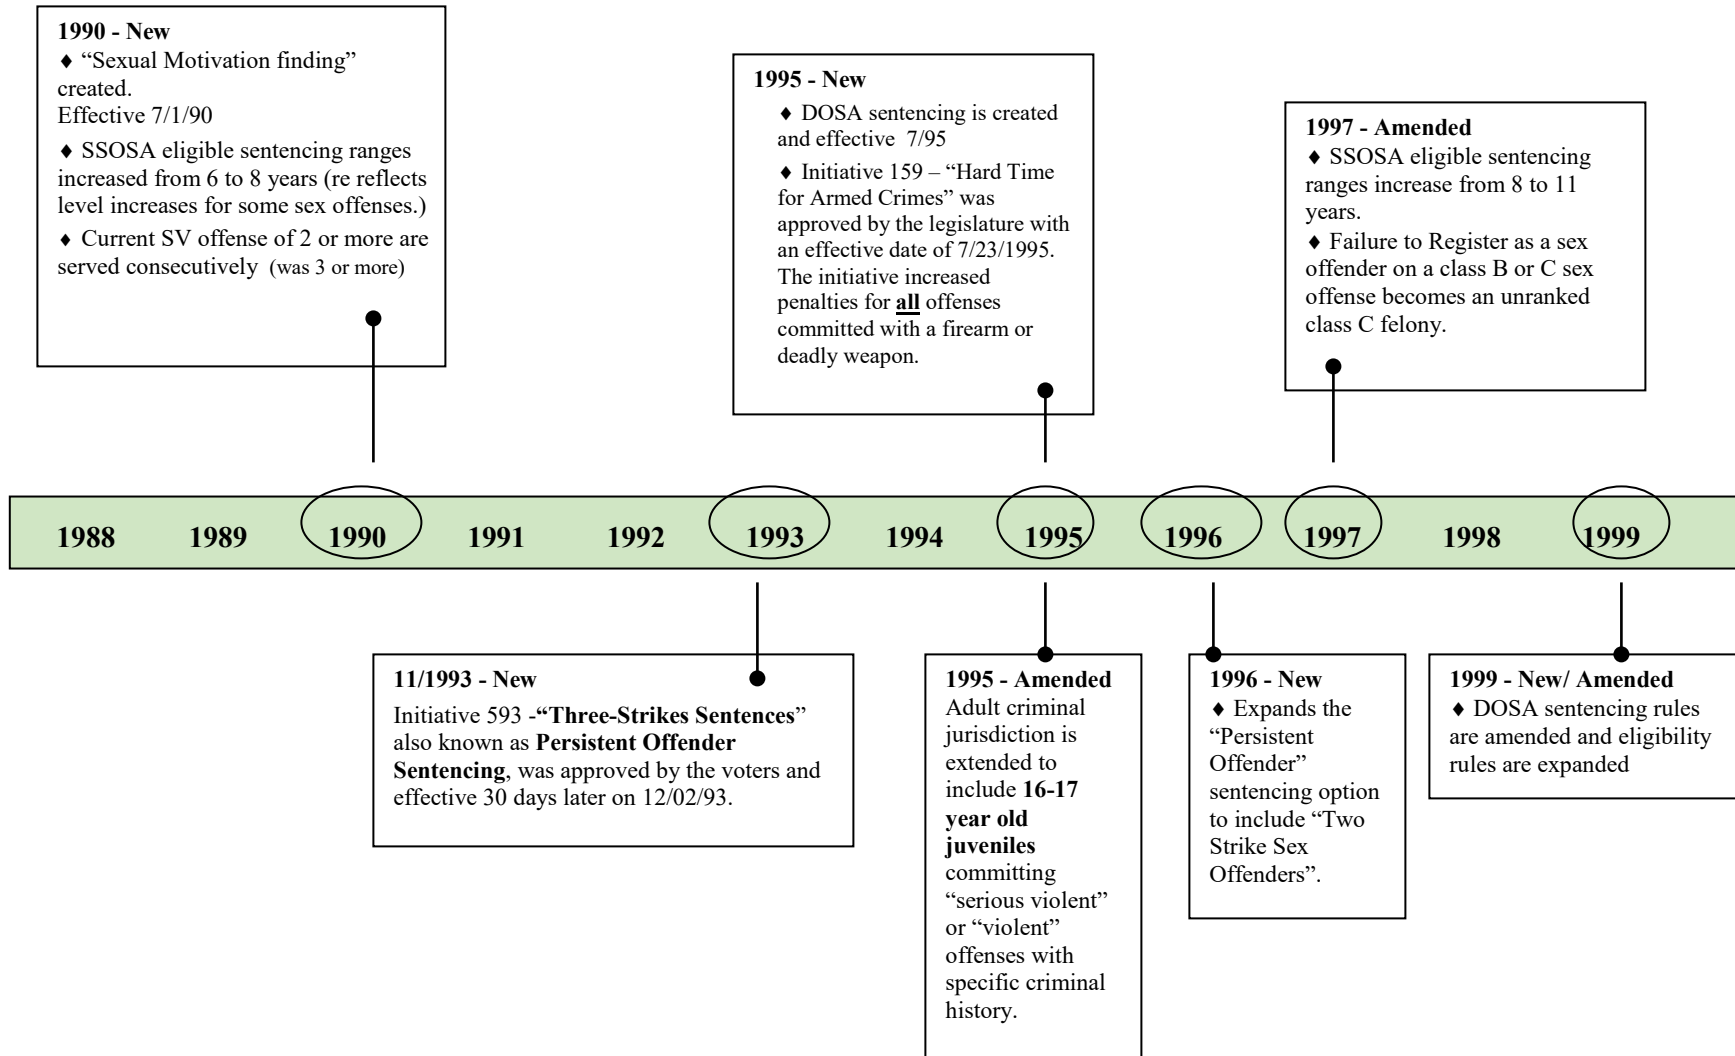 1990 - New
♦ “Sexual Motivation finding”
created.
Effective 7/1/90
♦ SSOSA eligible sentencing ranges
increased from 6 to 8 years (re reflects
level increases for some sex offenses.)
♦ Current SV offense of 2 or more are
served consecutively (was 3 or more)
1995 - New
♦ DOSA sentencing is created
and effective 7/95
♦ Initiative 159 – “Hard Time
for Armed Crimes” was
approved by the legislature with
an effective date of 7/23/1995.
The initiative increased
penalties for all offenses
committed with a firearm or
deadly weapon.
1997 - Amended
♦ SSOSA eligible sentencing
ranges increase from 8 to 11
years.
♦ Failure to Register as a sex
offender on a class B or C sex
offense becomes an unranked
class C felony.
1988 1989 1990 1991 1992 1993 1994 1995 1996 1997 1998 1999
11/1993 - New
Initiative 593 -“Three-Strikes Sentences”
also known as Persistent Offender
Sentencing, was approved by the voters and
effective 30 days later on 12/02/93.
1995 - Amended
Adult criminal
jurisdiction is
extended to
include 16-17
year old
juveniles
committing
“serious violent”
or “violent”
offenses with
specific criminal
history.
1996 - New
♦ Expands the
“Persistent
Offender”
sentencing option
to include “Two
Strike Sex
Offenders”.
1999 - New/ Amended
♦ DOSA sentencing rules
are amended and eligibility
rules are expanded